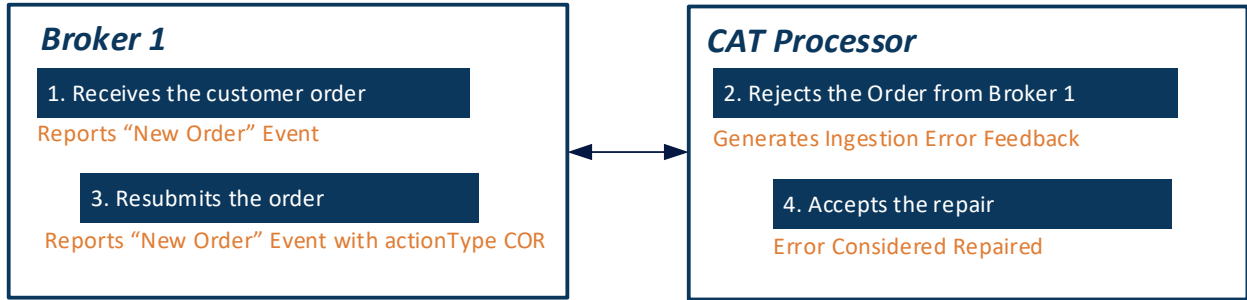 Broker 1
1. Receives the customer order
Reports “New Order” Event
3. Resubmits the order
Reports “New Order” Event with actionType COR
CAT Processor
2. Rejects the Order from Broker 1
Generates Ingestion Error Feedback
4. Accepts the repair
Error Considered Repaired